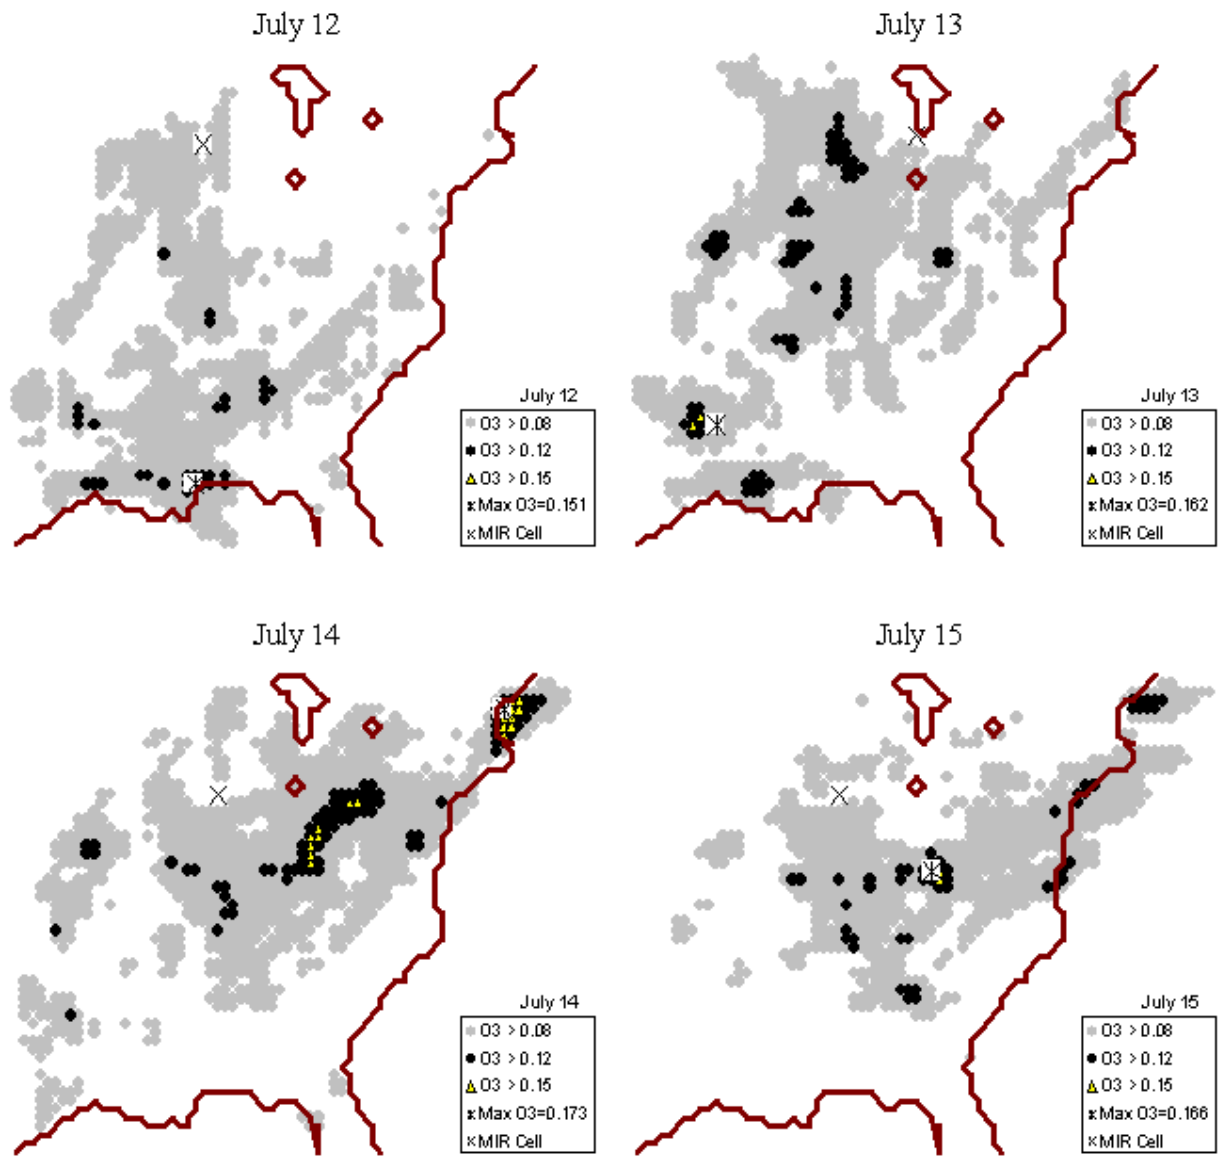 July 12
July 13
July 12
O3 > 0.08
O3 > 0.12
O3 > 0.15
Max O3=0.151
MIR Cell
July 13
O3 > 0.08
O3 > 0.12
O3 > 0.15
Max O3=0.162
MIR Cell
July 14
July 15
July 14
O3 > 0.08
O3 > 0.12
O3 > 0.15
Max O3=0.173
MIR Cell
July 15
O3 > 0.08
O3 > 0.12
O3 > 0.15
Max O3=0.166
MIR Cell